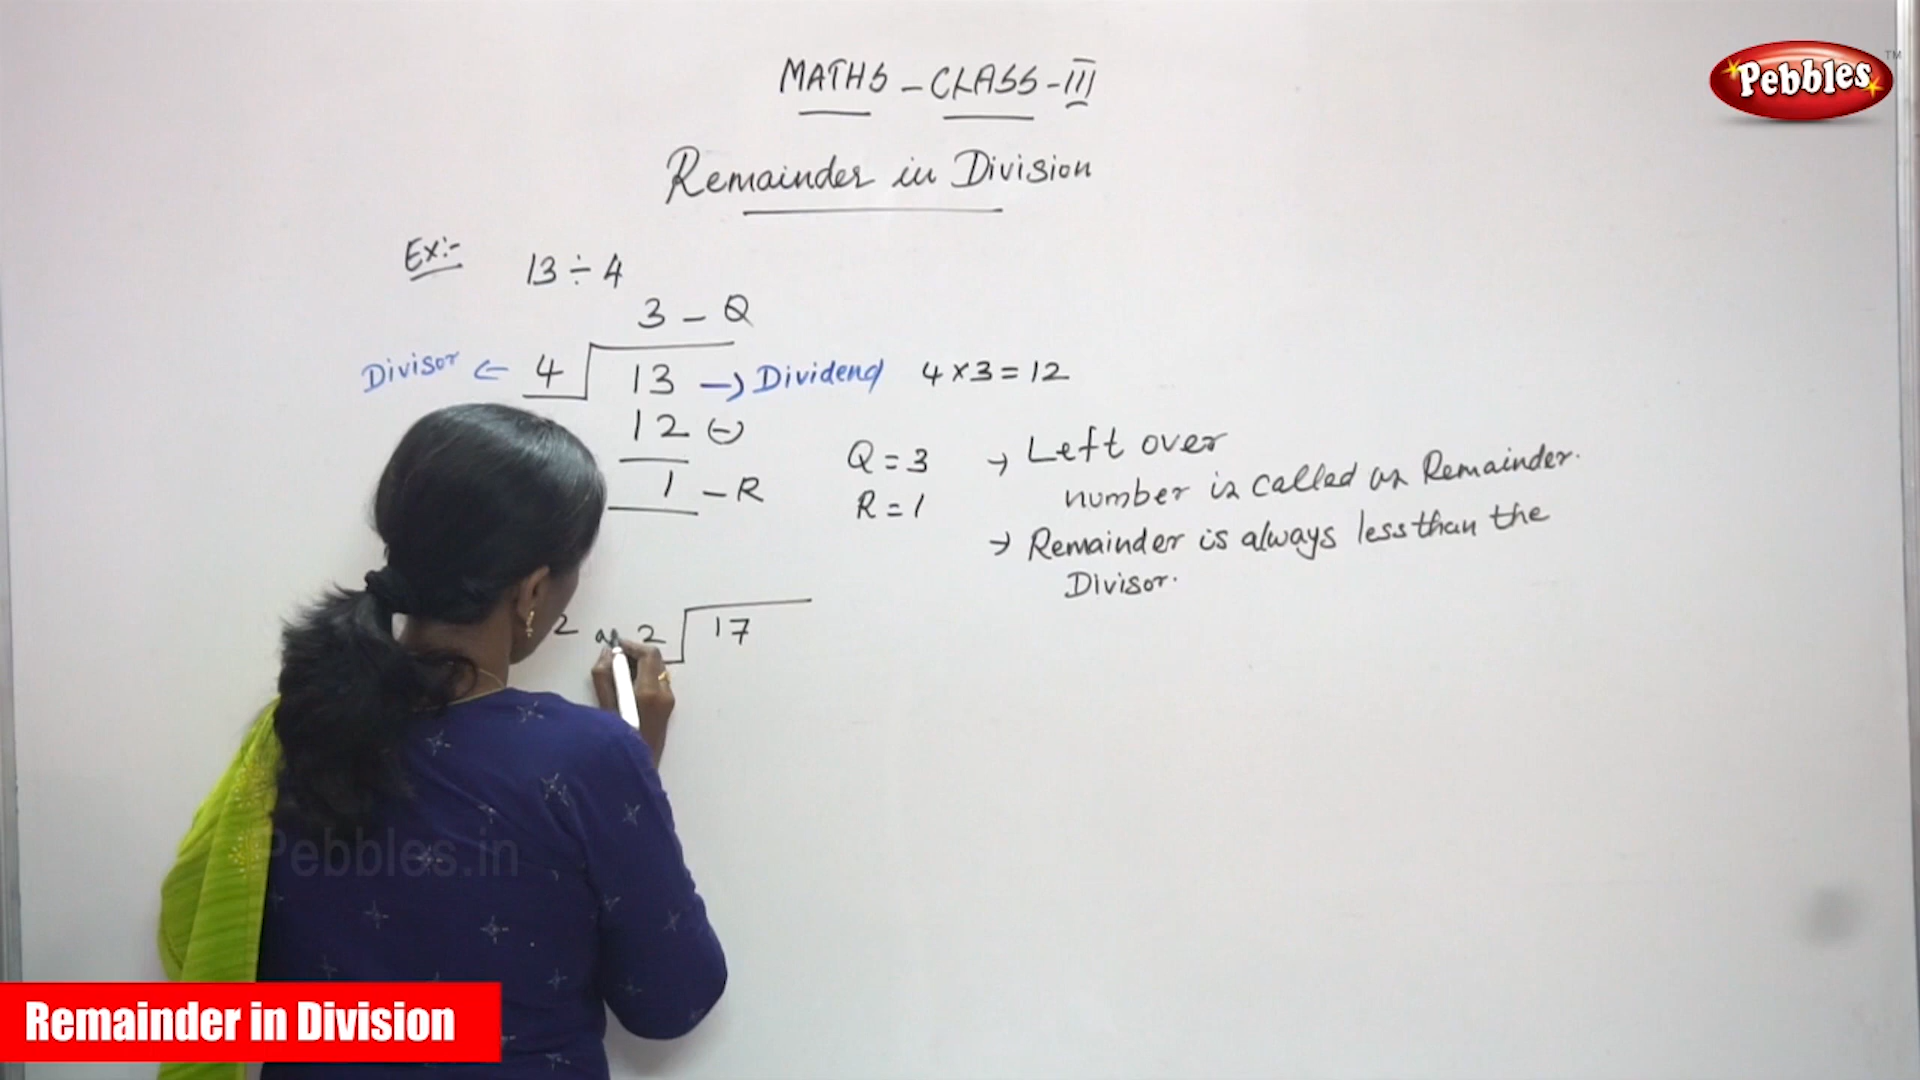 MATHS - CLASS - III
Pebbles TM
Remainder in Division
Ex:-
13 ÷ 4
3 - Q
Divisor ← 4 13 → Dividend 4 × 3 = 12
12 (-)
1 - R
Q = 3
R = 1
→ Left over
number is called as Remainder.
→ Remainder is always less than the
Divisor.
2 2 17
Pebbles.in
Remainder in Division